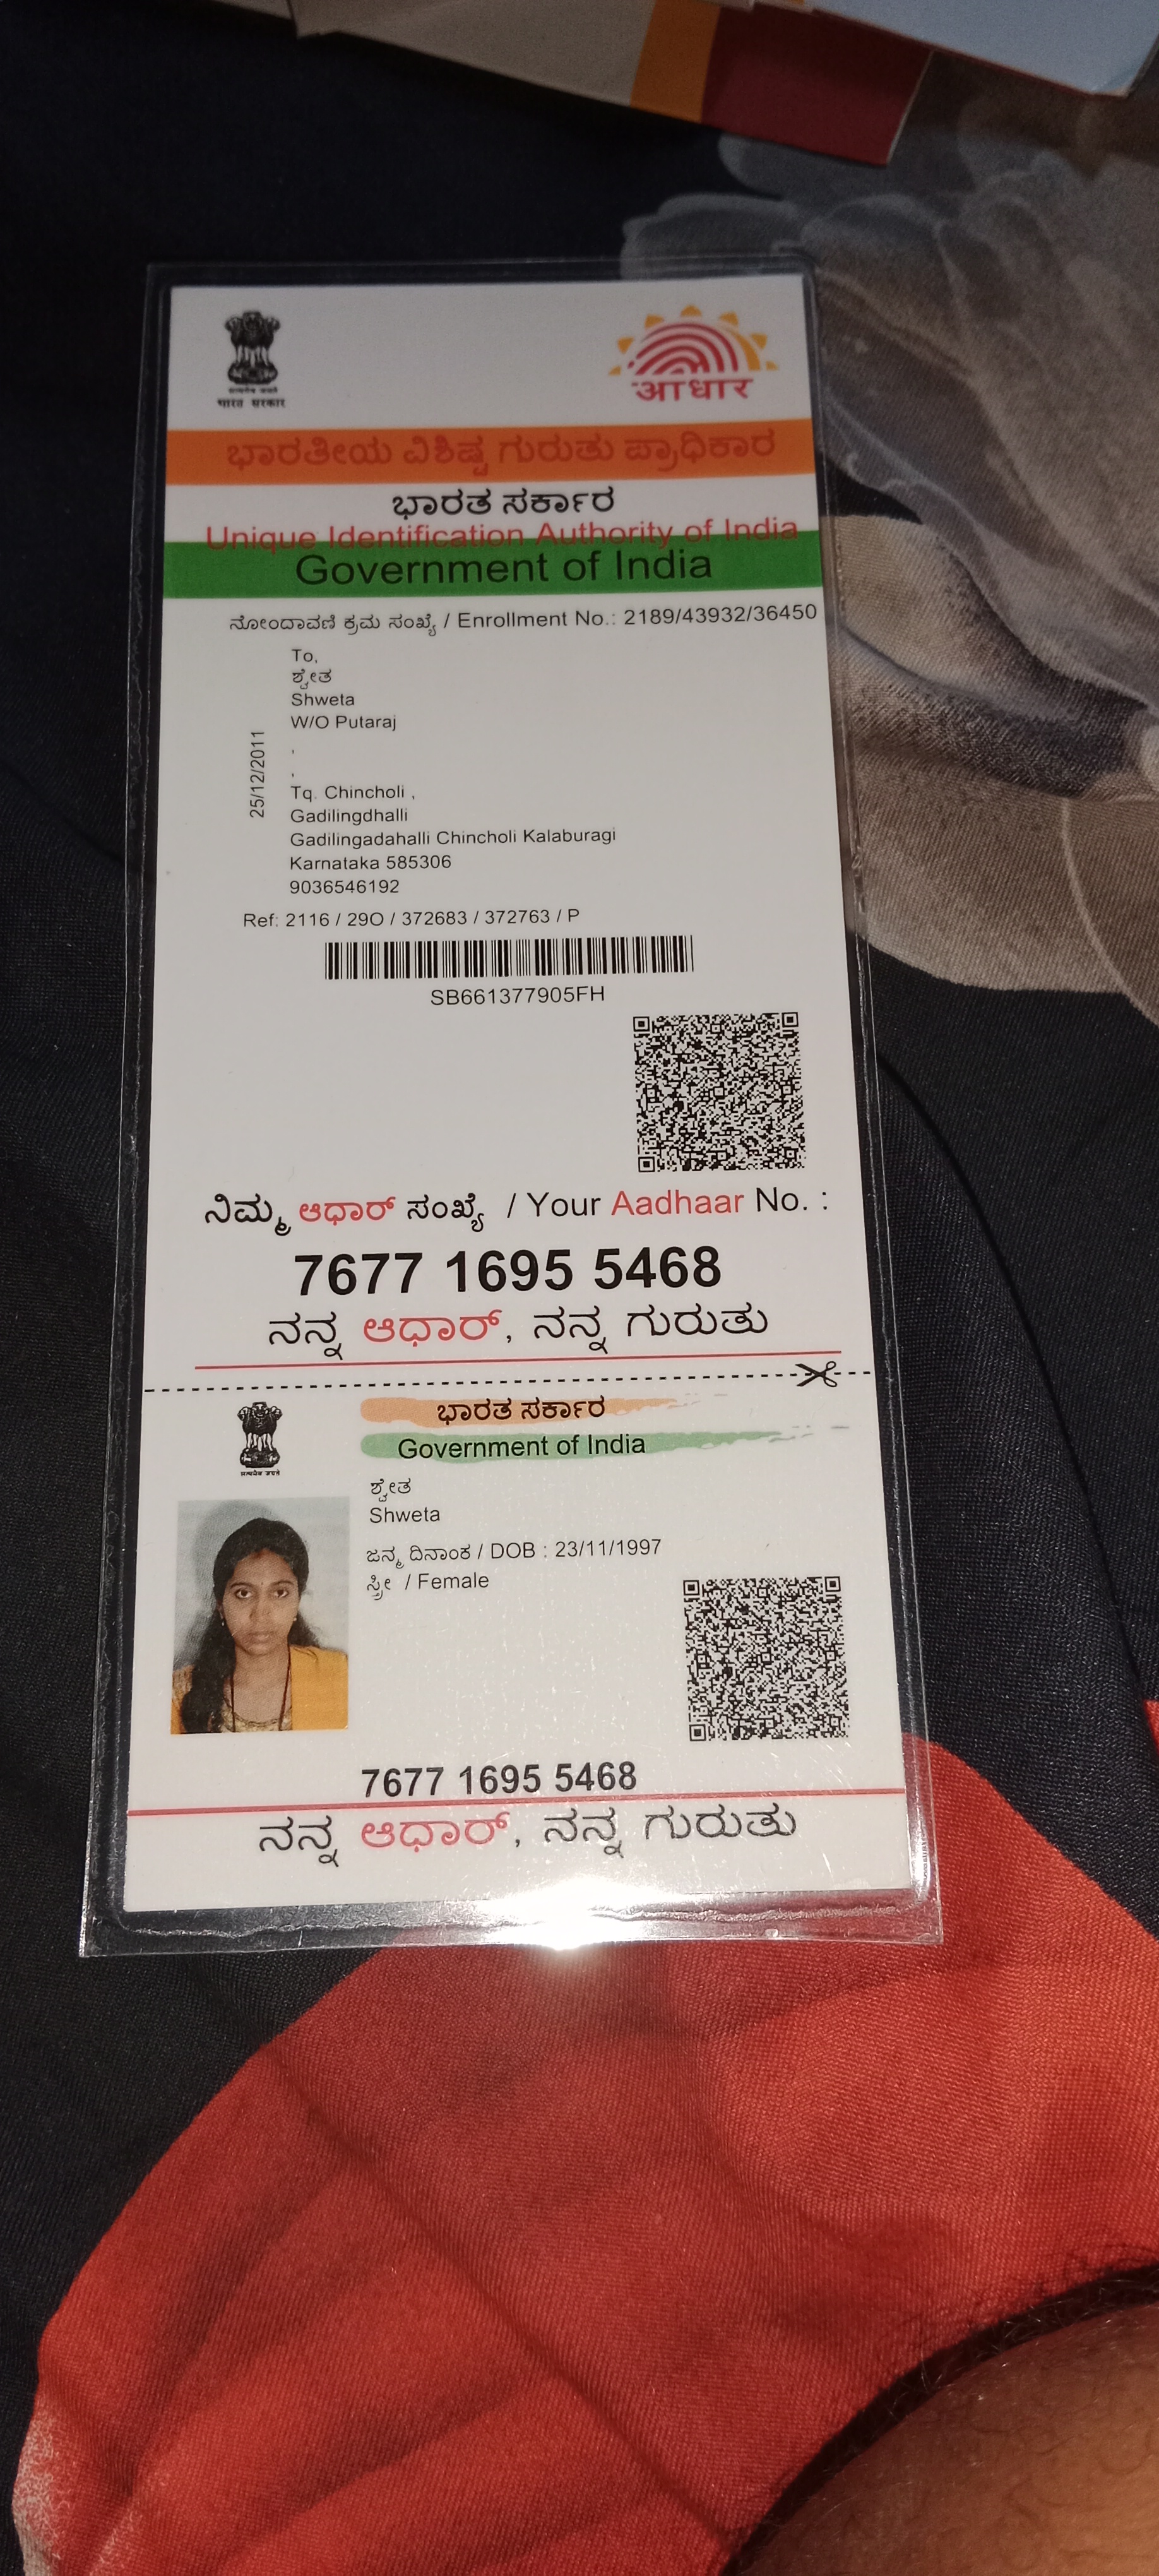 सत्यमेव जयते
भारत सरकार
आधार
ಭಾರತೀಯ ವಿಶಿಷ್ಟ ಗುರುತು ಪ್ರಾಧಿಕಾರ
ಭಾರತ ಸರ್ಕಾರ
Unique Identification Authority of India
Government of India
ನೋಂದಾವಣಿ ಕ್ರಮ ಸಂಖ್ಯೆ / Enrollment No.: 2189/43932/36450
To,
ಶ್ವೇತ
Shweta
W/O Putaraj
,
,
25/12/2011
Tq. Chincholi ,
Gadilingdhalli
Gadilingadahalli Chincholi Kalaburagi
Karnataka 585306
9036546192
Ref: 2116 / 29O / 372683 / 372763 / P
SB661377905FH
ನಿಮ್ಮ ಆಧಾರ್ ಸಂಖ್ಯೆ / Your Aadhaar No. :
7677 1695 5468
ನನ್ನ ಆಧಾರ್, ನನ್ನ ಗುರುತು
ಭಾರತ ಸರ್ಕಾರ
Government of India
सत्यमेव जयते
ಶ್ವೇತ
Shweta
ಜನ್ಮ ದಿನಾಂಕ / DOB : 23/11/1997
ಸ್ತ್ರೀ / Female
7677 1695 5468
ನನ್ನ ಆಧಾರ್, ನನ್ನ ಗುರುತು